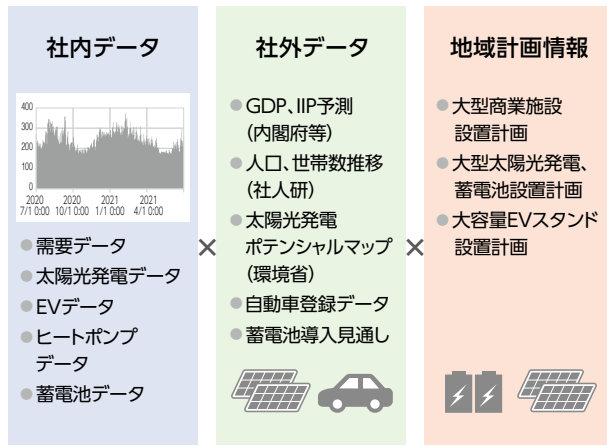 社内データ
400
300
200
100
0
2020
7/1 0:00
2020
10/1 0:00
2021
1/1 0:00
2021
4/1 0:00
●需要データ
●太陽光発電データ
●EVデータ
●ヒートポンプ
データ
●蓄電池データ
×
社外データ
●GDP、IIP予測
(内閣府等)
●人口、世帯数推移
(社人研)
●太陽光発電
ポテンシャルマップ
(環境省)
●自動車登録データ
●蓄電池導入見通し
×
地域計画情報
●大型商業施設
設置計画
●大型太陽光発電、
蓄電池設置計画
●大容量EVスタンド
設置計画